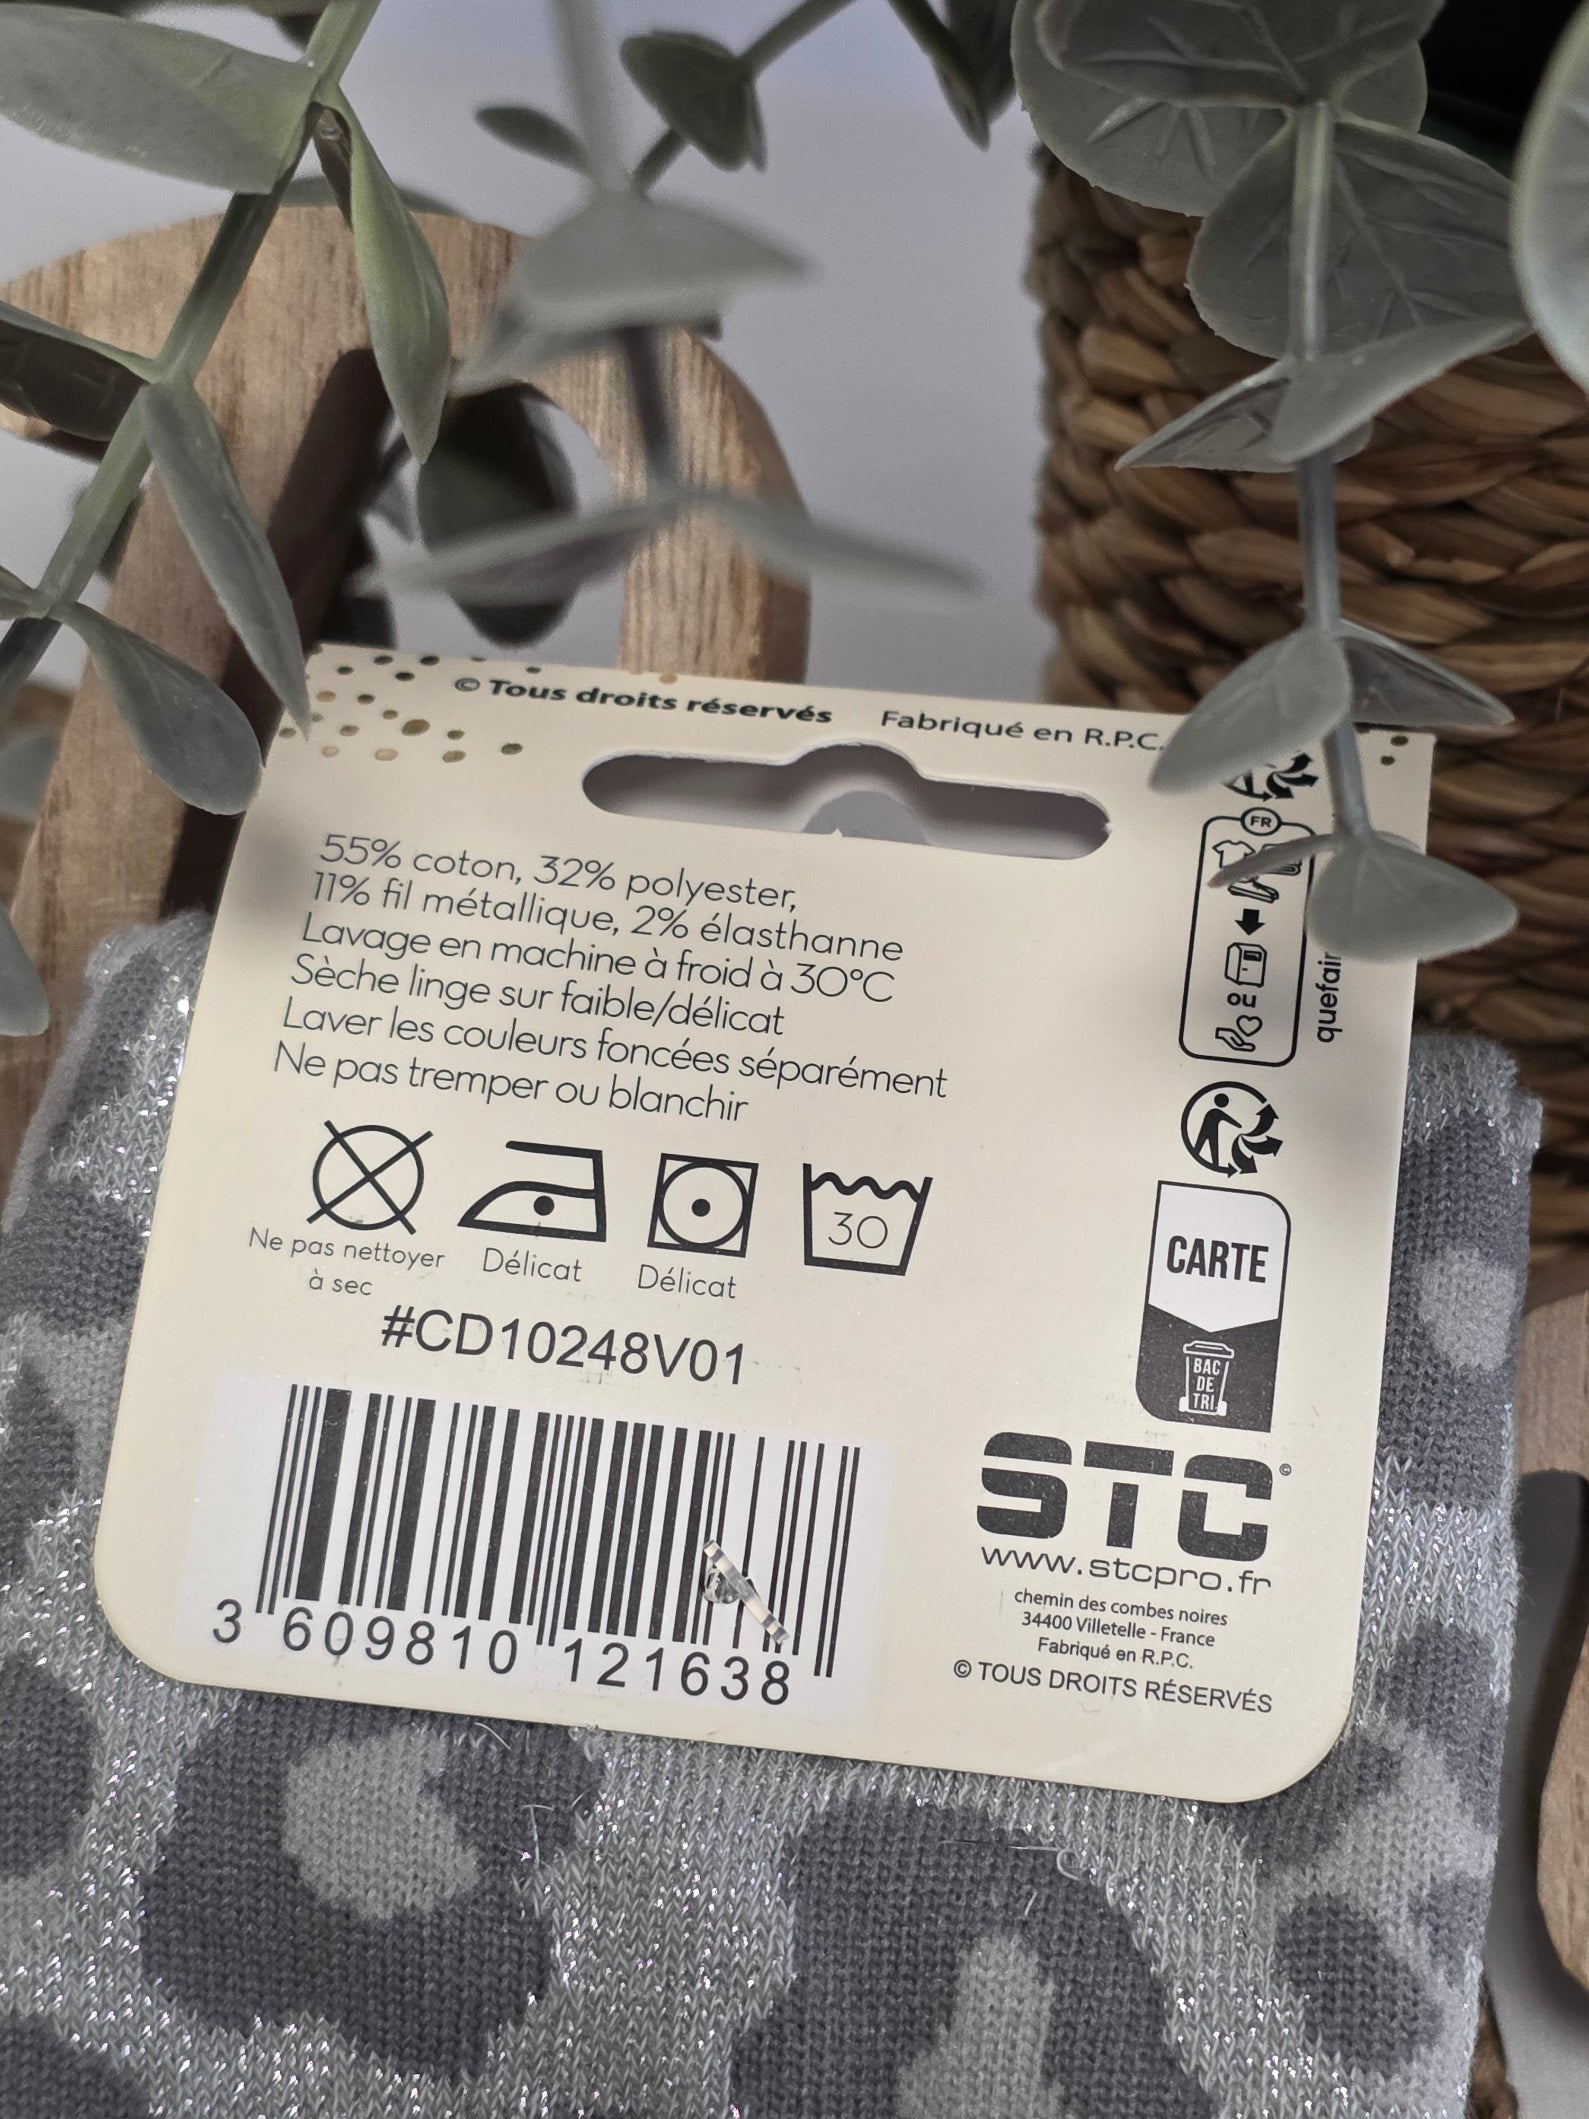 © Tous droits réservés Fabriqué en R.P.C.
55% coton, 32% polyester,
11% fil métallique, 2% élasthanne
Lavage en machine à froid à 30°C
Sèche linge sur faible/délicat
Laver les couleurs foncées séparément
Ne pas tremper ou blanchir
30
Ne pas nettoyer
à sec
Délicat
Délicat
#CD10248V01
3 609810 121638
FR
ou
CARTE
BAC
DE
TRI
STC©
www.stcpro.fr
chemin des combes noires
34400 Villetelle - France
Fabriqué en R.P.C.
© TOUS DROITS RÉSERVÉS